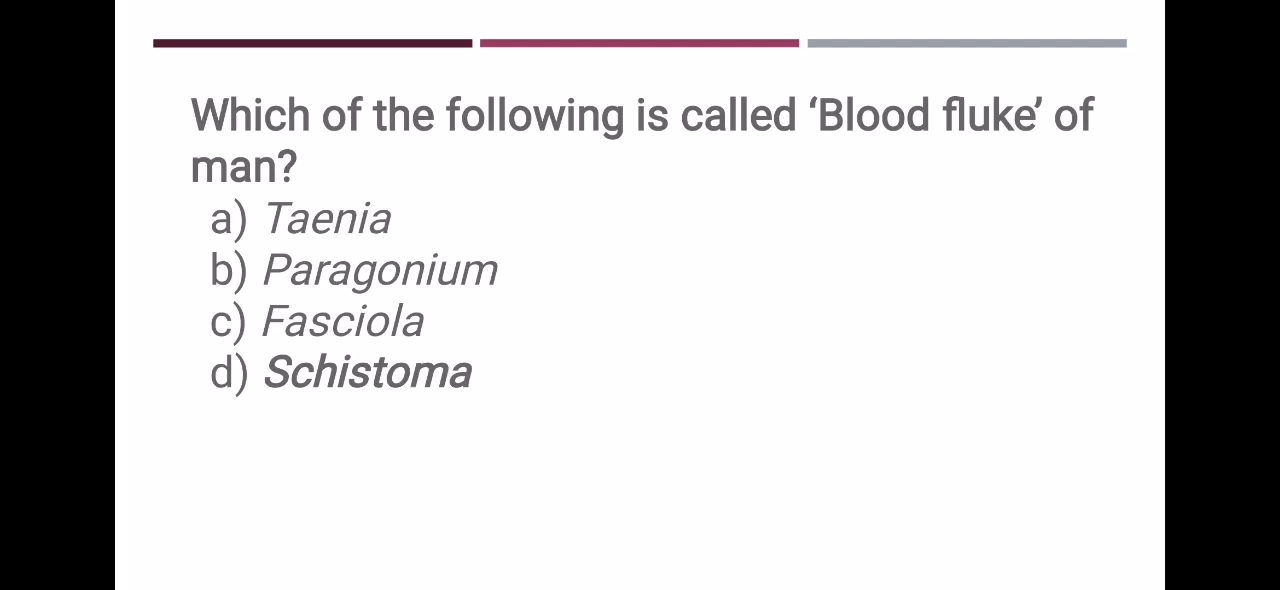 Which of the following is called ‘Blood fluke’ of
man?
a) Taenia
b) Paragonium
c) Fasciola
d) Schistoma